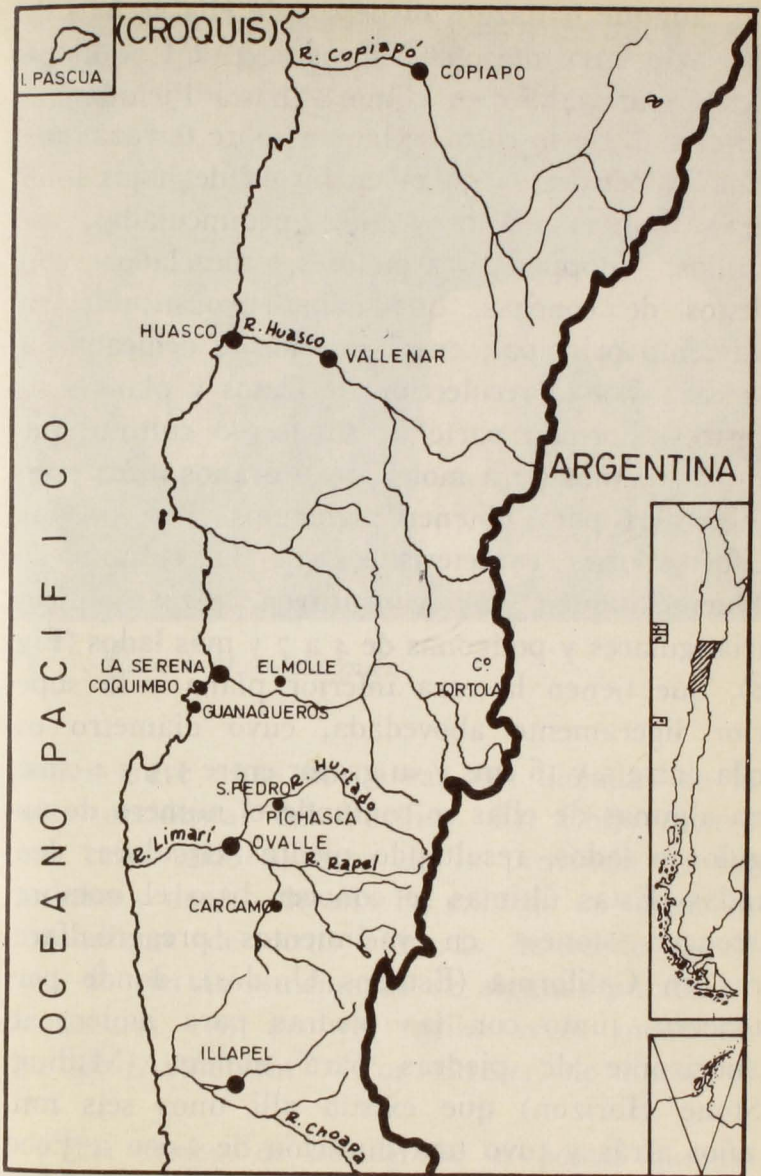 (CROQUIS)
I. PASCUA
R. Copiapó
COPIAPO
HUASCO
R. Huasco
VALLENAR
OCEANO PACIFICO
ARGENTINA
LA SERENA
ELMOLLE
Cº
TORTOLA
COQUIMBO
GUANAQUEROS
S.PEDRO
R. Hurtado
PICHASCA
R. Limarí
OVALLE
R. Rapel
CARCAMO
ILLAPEL
R. Choapa